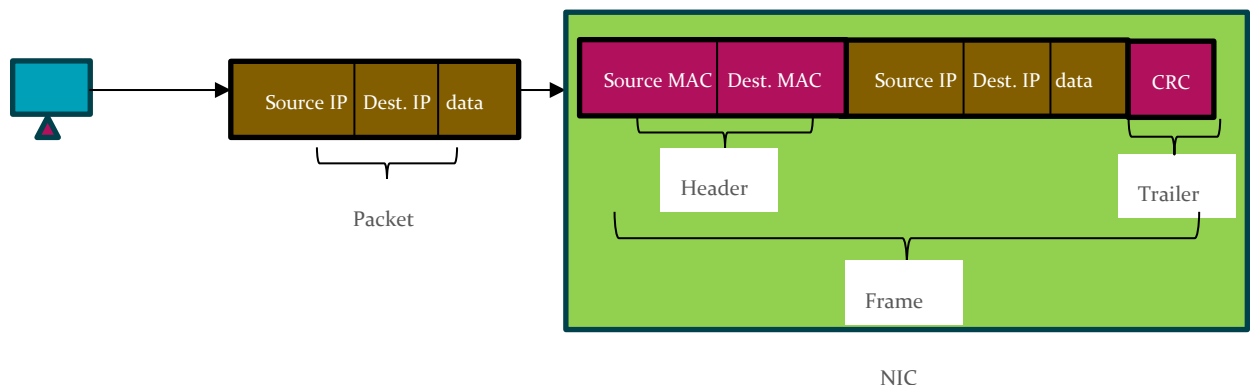 Source IP Dest. IP data
Packet
Source MAC Dest. MAC Source IP Dest. IP data CRC
Header
Trailer
Frame
NIC